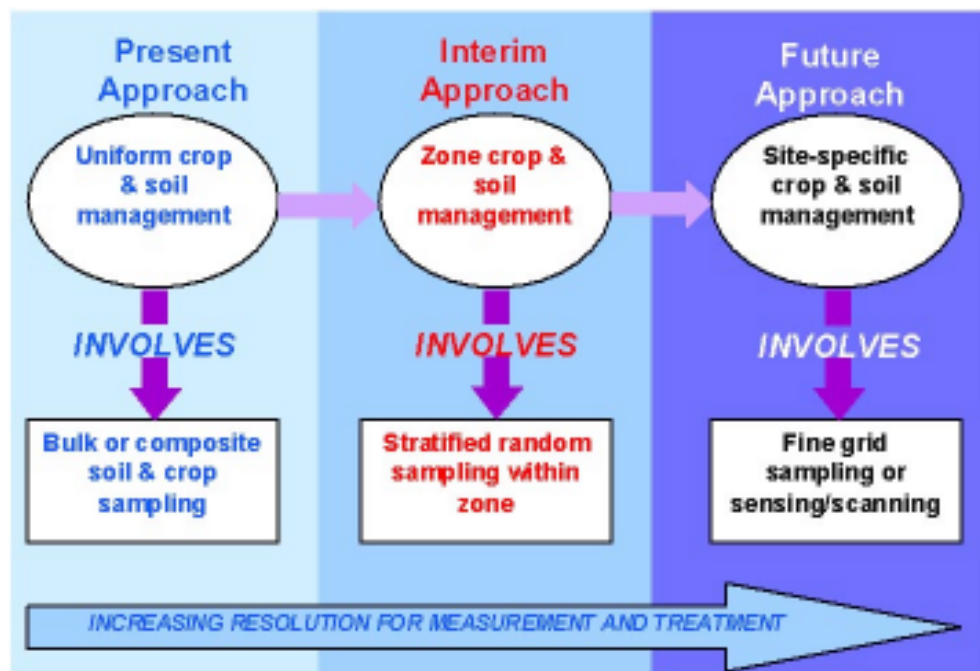 Present
Approach
Uniform crop
& soil
management
INVOLVES
Bulk or composite
soil & crop
sampling
Interim
Approach
Zone crop &
soil
management
INVOLVES
Stratified random
sampling within
zone
Future
Approach
Site-specific
crop & soil
management
INVOLVES
Fine grid
sampling or
sensing/scanning
INCREASING RESOLUTION FOR MEASUREMENT AND TREATMENT